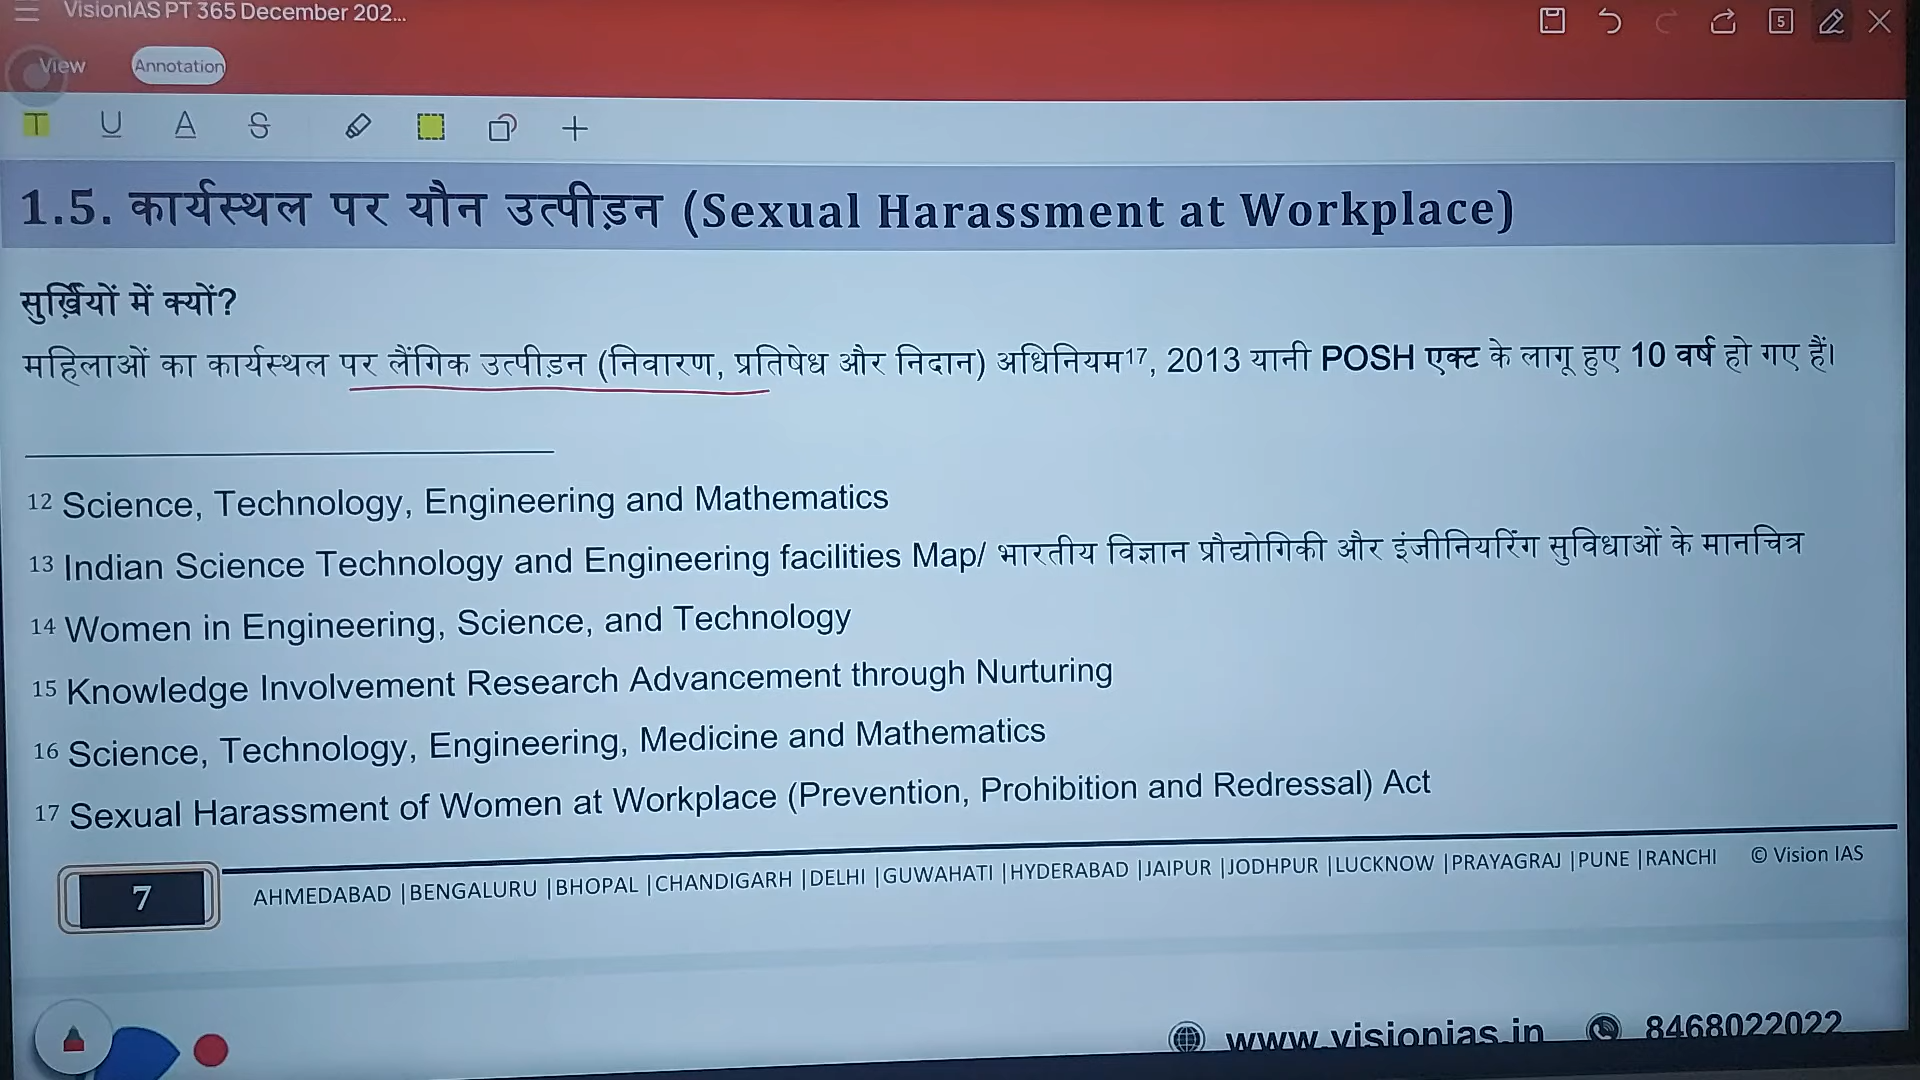 VisionIAS PT 365 December 202...
View Annotation
T U A S
1.5. कार्यस्थल पर यौन उत्पीड़न (Sexual Harassment at Workplace)
सुर्ख़ियों में क्यों?
महिलाओं का कार्यस्थल पर लैंगिक उत्पीड़न (निवारण, प्रतिषेध और निदान) अधिनियम17, 2013 यानी POSH एक्ट के लागू हुए 10 वर्ष हो गए हैं।
12 Science, Technology, Engineering and Mathematics
13 Indian Science Technology and Engineering facilities Map/ भारतीय विज्ञान प्रौद्योगिकी और इंजीनियरिंग सुविधाओं के मानचित्र
14 Women in Engineering, Science, and Technology
15 Knowledge Involvement Research Advancement through Nurturing
16 Science, Technology, Engineering, Medicine and Mathematics
17 Sexual Harassment of Women at Workplace (Prevention, Prohibition and Redressal) Act
7 AHMEDABAD |BENGALURU |BHOPAL |CHANDIGARH |DELHI |GUWAHATI |HYDERABAD |JAIPUR |JODHPUR |LUCKNOW |PRAYAGRAJ |PUNE |RANCHI © Vision IAS
www.visionias.in 8468022022